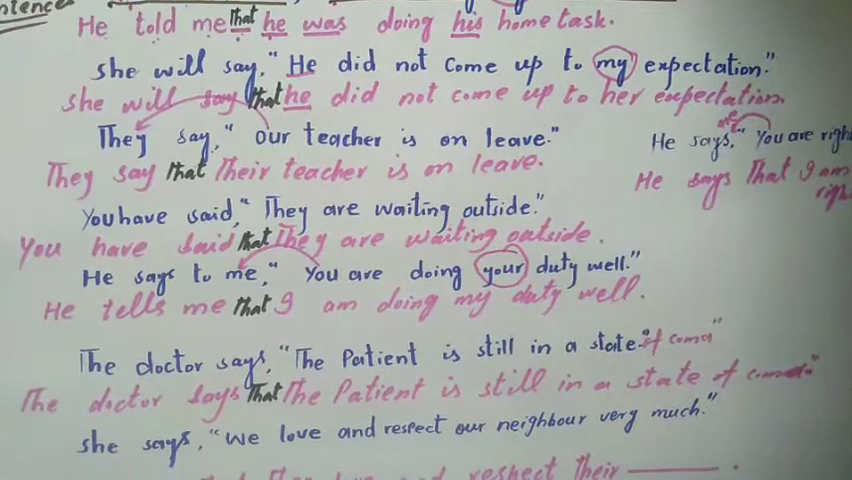 He told me that he was doing his home task.
She will say," He did not come up to my expectation."
She will say that he did not come up to her expectation.
They say," our teacher is on leave."
They say that Their teacher is on leave.
He says," You are
me
He says That I am
You have said," They are waiting outside."
You have said that They are waiting outside.
He says to me," You are doing your duty well."
He tells me that I am doing my duty well.
The doctor says, "The Patient is still in a state." of coma"
The doctor says That The Patient is still in a state of coma"
She says, "We love and respect our neighbour very much."
respect Their ______ .